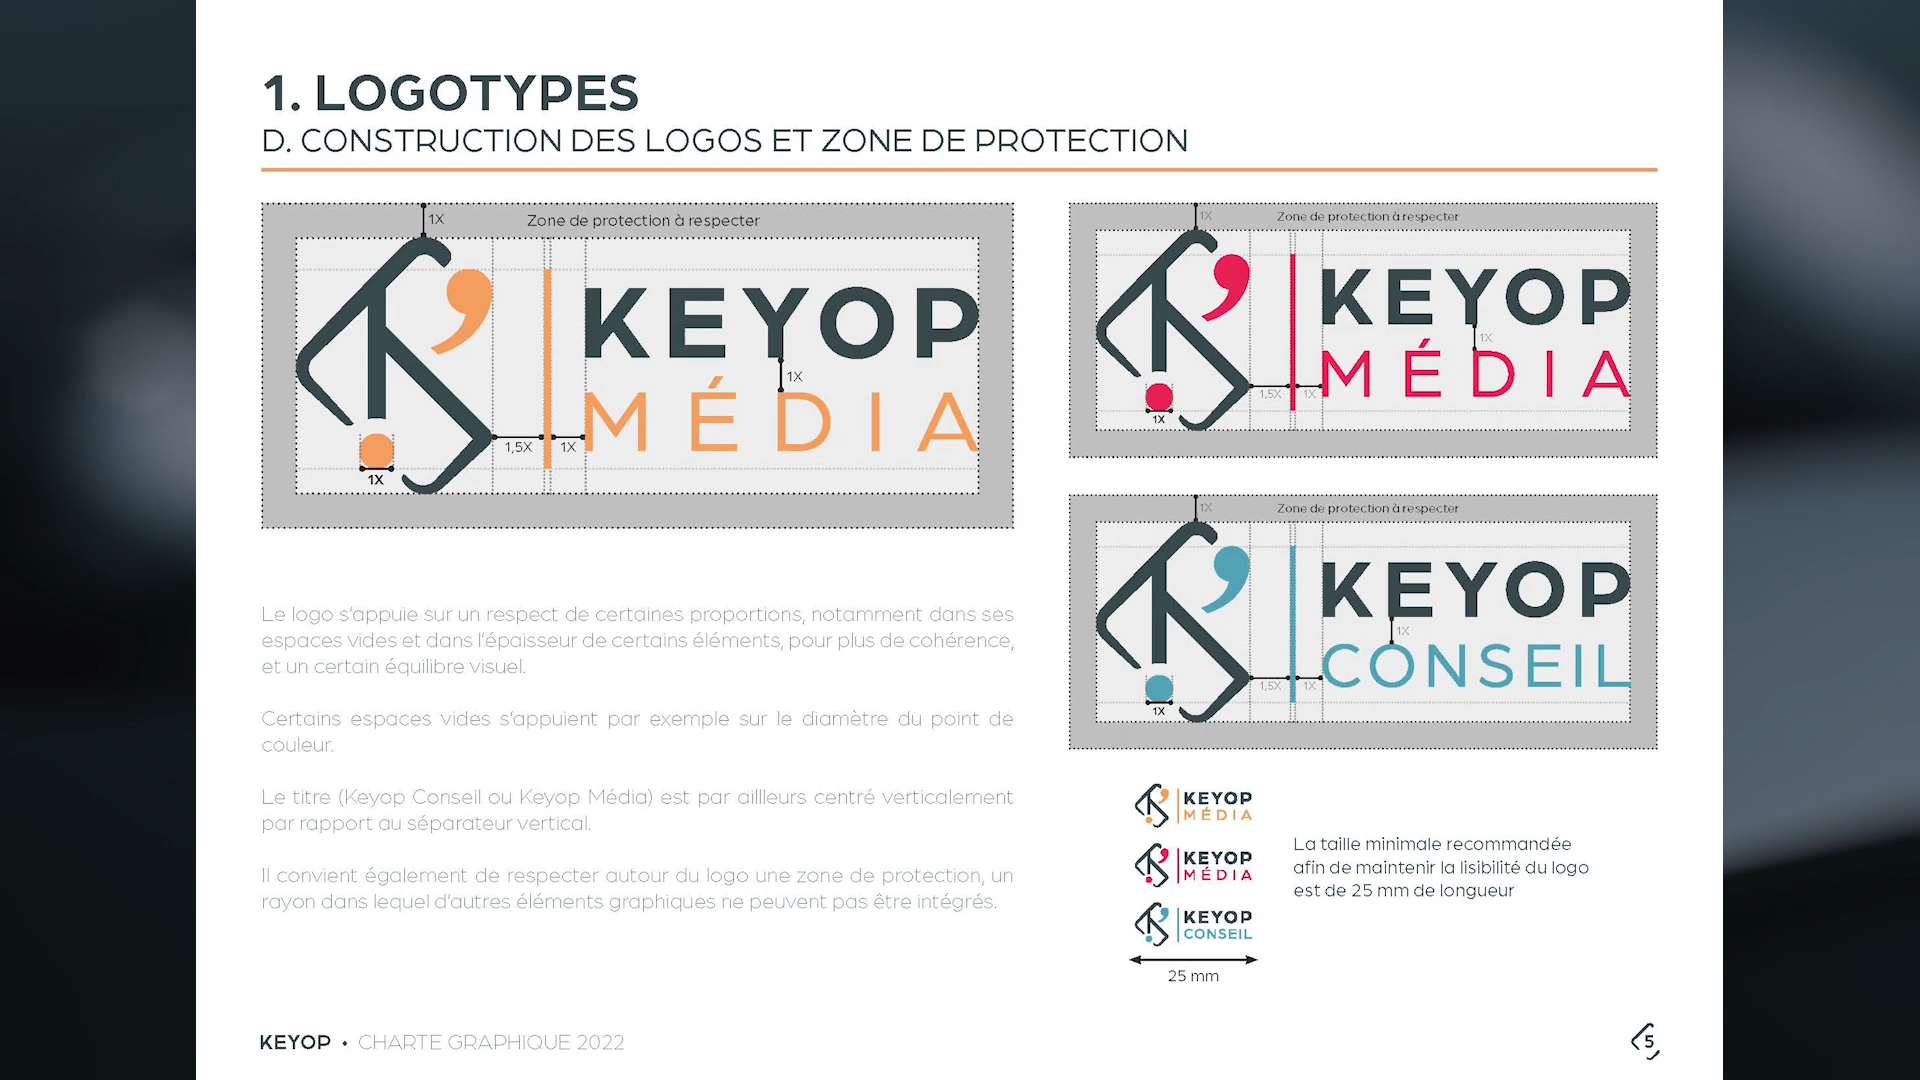 1. LOGOTYPES
D. CONSTRUCTION DES LOGOS ET ZONE DE PROTECTION
1X
Zone de protection à respecter
KEYOP
1X
MÉDIA
1,5X
1X
1X
1X
Zone de protection à respecter
KEYOP
1X
MÉDIA
1,5X
1X
1X
1X
Zone de protection à respecter
KEYOP
1X
CONSEIL
1,5X
1X
1X
Le logo s'appuie sur un respect de certaines proportions, notamment dans ses
espaces vides et dans l'épaisseur de certains éléments, pour plus de cohérence,
et un certain équilibre visuel.
Certains espaces vides s'appuient par exemple sur le diamètre du point de
couleur.
Le titre (Keyop Conseil ou Keyop Média) est par aillleurs centré verticalement
par rapport au séparateur vertical.
Il convient également de respecter autour du logo une zone de protection, un
rayon dans lequel d'autres éléments graphiques ne peuvent pas être intégrés.
KEYOP
MÉDIA
KEYOP
MÉDIA
KEYOP
CONSEIL
25 mm
La taille minimale recommandée
afin de maintenir la lisibilité du logo
est de 25 mm de longueur
KEYOP • CHARTE GRAPHIQUE 2022
5